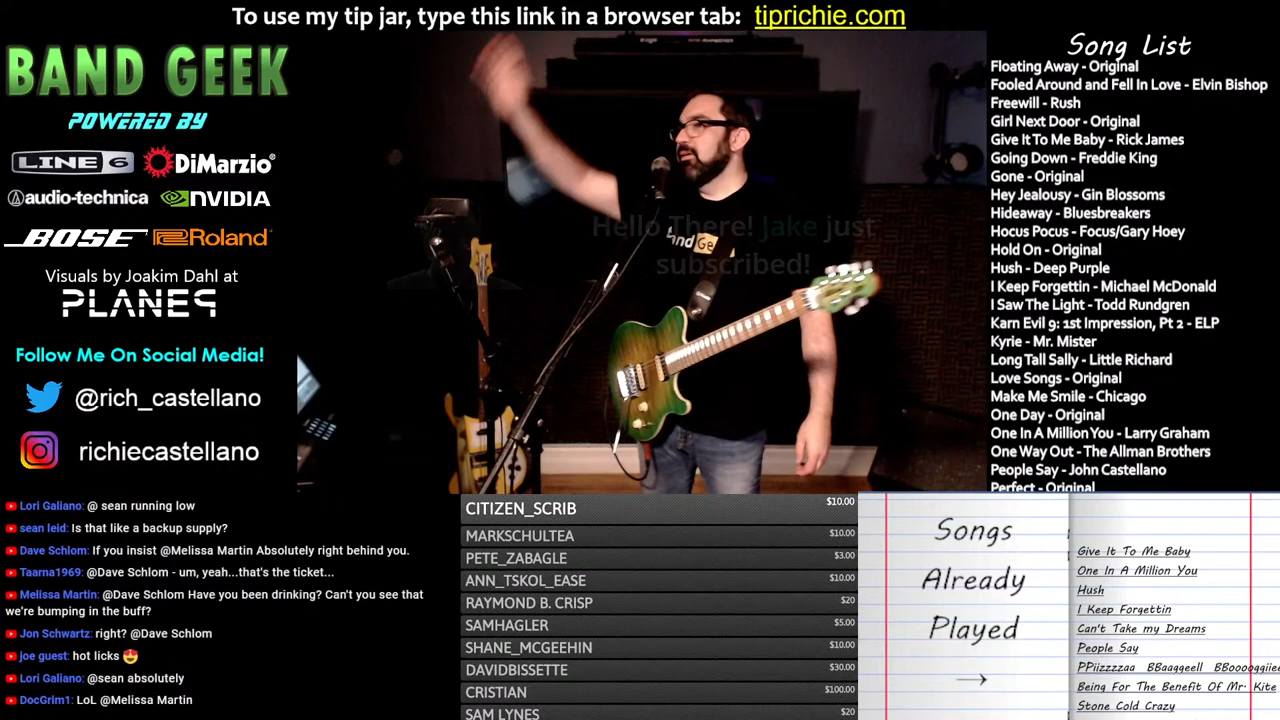 To use my tip jar, type this link in a browser tab: tiprichie.com
BAND GEEK
POWERED BY
LINE 6 DiMarzio®
audio-technica NVIDIA
BOSE Roland
Visuals by Joakim Dahl at
PLANE9
Follow Me On Social Media!
@rich_castellano
richiecastellano
Lori Galiano: @ sean running low
sean leid: Is that like a backup supply?
Dave Schlom: If you insist @Melissa Martin Absolutely right behind you.
Taarna1969: @Dave Schlom - um, yeah...that's the ticket...
Melissa Martin: @Dave Schlom Have you been drinking? Can't you see that
we're bumping in the buff?
Jon Schwartz: right? @Dave Schlom
joe guest: hot licks 😍
Lori Galiano: @sean absolutely
DocGrim1: LoL @Melissa Martin
Hello There! Jake just
subscribed!
CITIZEN_SCRIB $10.00
MARKSCHULTEA $10.00
PETE_ZABAGLE $3.00
ANN_TSKOL_EASE $10.00
RAYMOND B. CRISP $20
SAMHAGLER $5.00
SHANE_MCGEEHIN $10.00
DAVIDBISSETTE $30.00
CRISTIAN $100.00
SAM LYNES $20
Song List
Floating Away - Original
Fooled Around and Fell In Love - Elvin Bishop
Freewill - Rush
Girl Next Door - Original
Give It To Me Baby - Rick James
Going Down - Freddie King
Gone - Original
Hey Jealousy - Gin Blossoms
Hideaway - Bluesbreakers
Hocus Pocus - Focus/Gary Hoey
Hold On - Original
Hush - Deep Purple
I Keep Forgettin - Michael McDonald
I Saw The Light - Todd Rundgren
Karn Evil 9: 1st Impression, Pt 2 - ELP
Kyrie - Mr. Mister
Long Tall Sally - Little Richard
Love Songs - Original
Make Me Smile - Chicago
One Day - Original
One In A Million You - Larry Graham
One Way Out - The Allman Brothers
People Say - John Castellano
Perfect - Original
Songs
Already
Played
→
Give It To Me Baby
One In A Million You
Hush
I Keep Forgettin
Can't Take my Dreams
People Say
PPiizzzzaa BBaaggeell BBoooooggiiee
Being For The Benefit Of Mr. Kite
Stone Cold Crazy